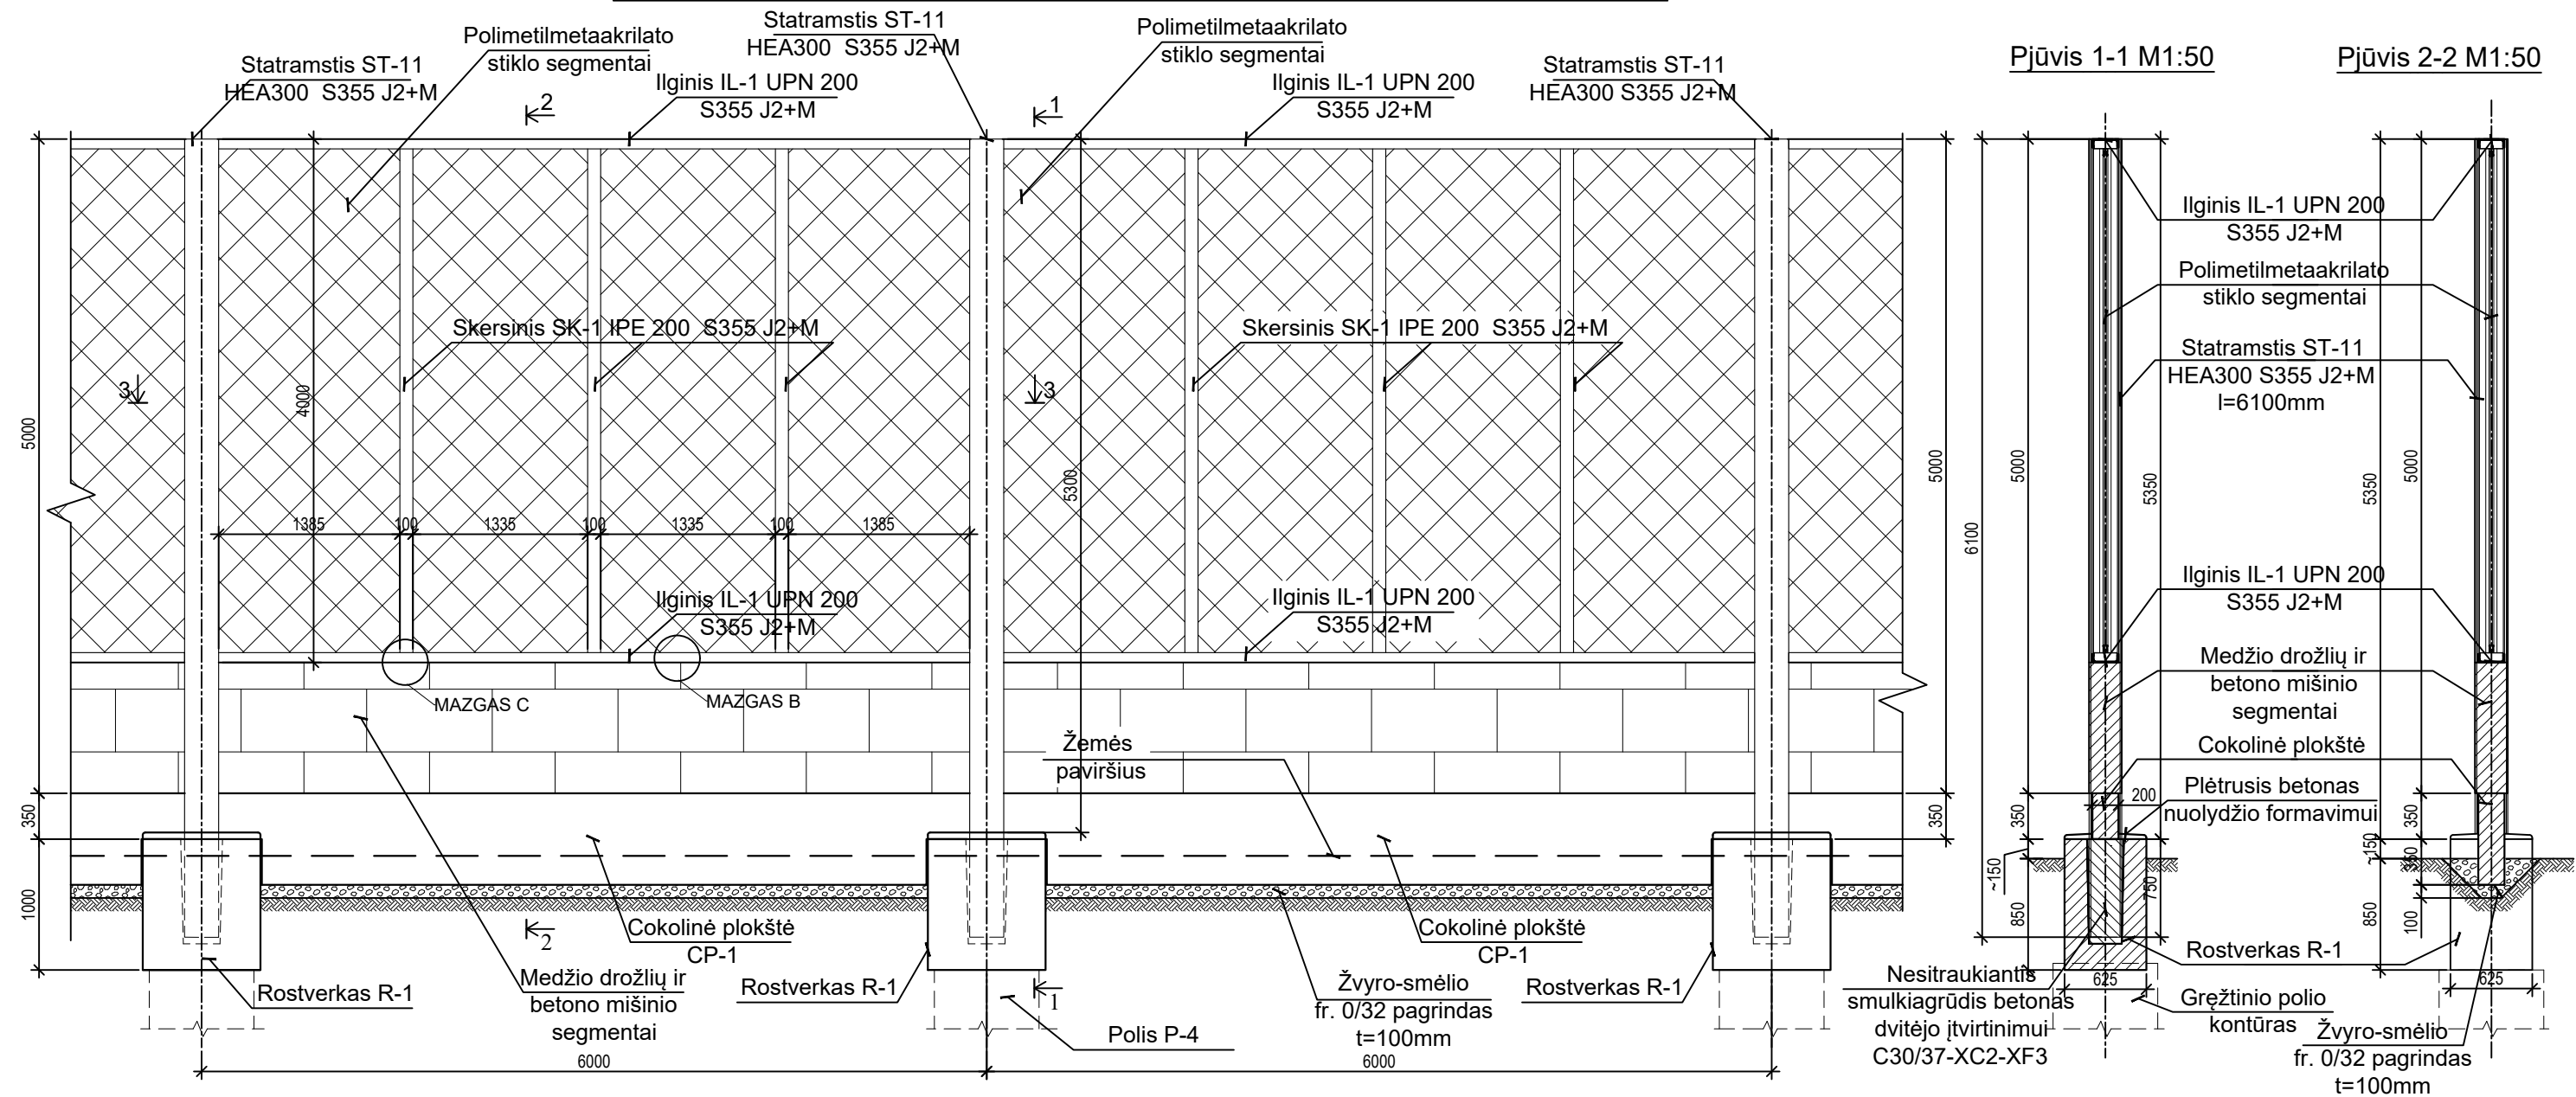 Statramstis ST-11
HEA300 S355 J2+M
Polimetilmetaakrilato
stiklo segmentai
Ilginis IL-1 UPN 200
S355 J2+M
Statramstis ST-11
HEA300 S355 J2+M
Polimetilmetaakrilato
stiklo segmentai
Ilginis IL-1 UPN 200
S355 J2+M
Statramstis ST-11
HEA300 S355 J2+M
2
1
Skersinis SK-1 IPE 200 S355 J2+M
Skersinis SK-1 IPE 200 S355 J2+M
3
3
4000
5000
5300
5000
1385
100
1335
100
1335
100
1385
Ilginis IL-1 UPN 200
S355 J2+M
Ilginis IL-1 UPN 200
S355 J2+M
MAZGAS C
MAZGAS B
Žemės
paviršius
350
1000
350
2
1
Cokolinė plokštė
CP-1
Cokolinė plokštė
CP-1
Rostverkas R-1
Medžio drožlių ir
betono mišinio
segmentai
Rostverkas R-1
Polis P-4
Žvyro-smėlio
fr. 0/32 pagrindas
t=100mm
Rostverkas R-1
6000
6000
Pjūvis 1-1 M1:50
Pjūvis 2-2 M1:50
Ilginis IL-1 UPN 200
S355 J2+M
Polimetilmetaakrilato
stiklo segmentai
Statramstis ST-11
HEA300 S355 J2+M
l=6100mm
6100
5000
5350
5350
5000
Ilginis IL-1 UPN 200
S355 J2+M
Medžio drožlių ir
betono mišinio
segmentai
Cokolinė plokštė
Plėtrusis betonas
nuolydžio formavimui
200
350
~150
850
750
625
350
~150
350
100
850
625
Rostverkas R-1
Nesitraukiantis
smulkiagrūdis betonas
dvitėjo įtvirtinimui
C30/37-XC2-XF3
Gręžtinio polio
kontūras
Žvyro-smėlio
fr. 0/32 pagrindas
t=100mm